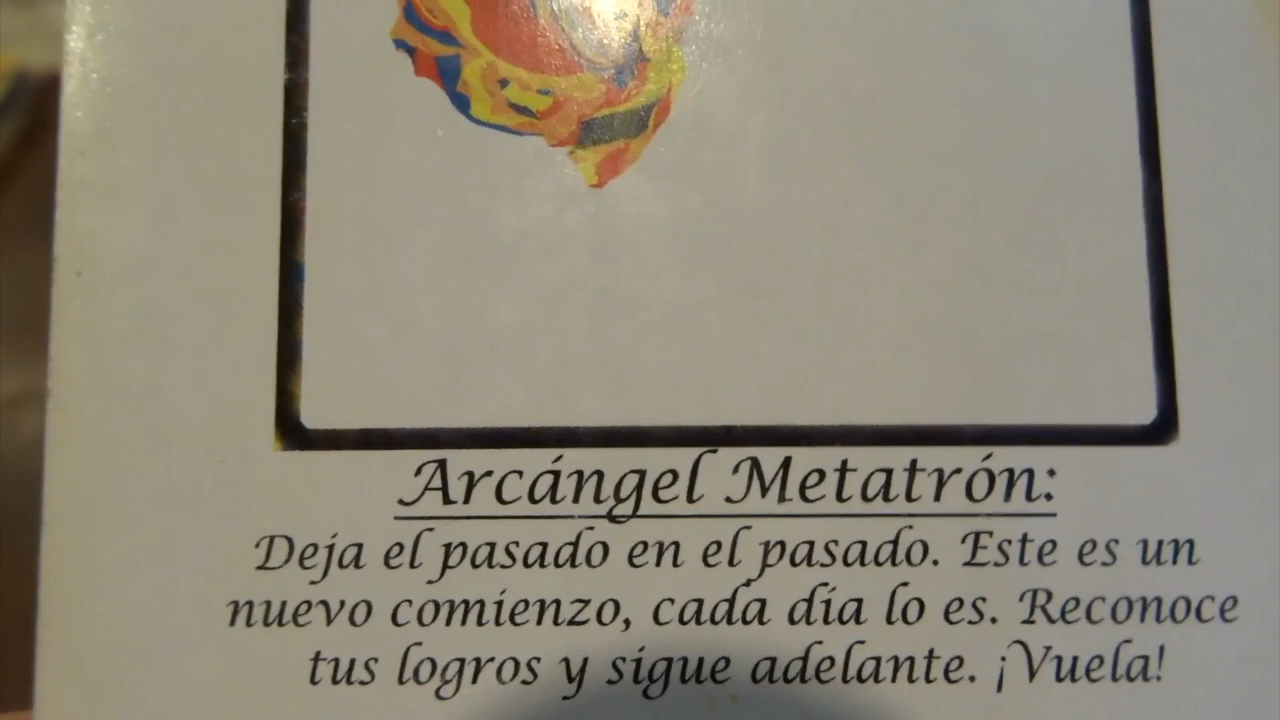 Arcángel Metatrón:
Deja el pasado en el pasado. Este es un
nuevo comienzo, cada día lo es. Reconoce
tus logros y sigue adelante. ¡Vuela!